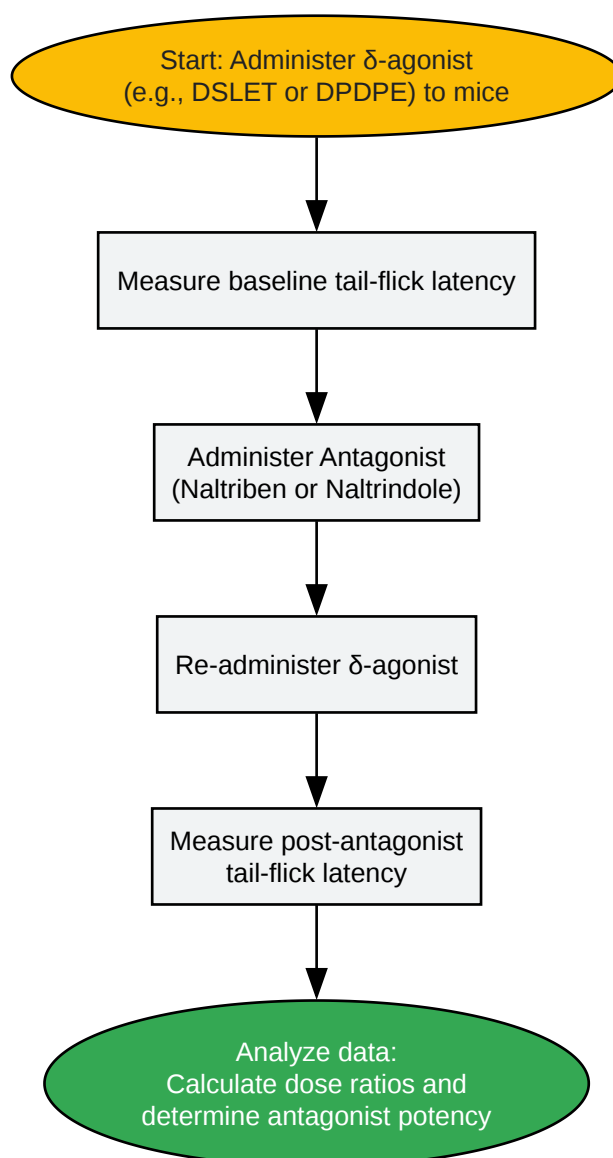 Start: Administer δ-agonist
(e.g., DSLET or DPDPE) to mice
Measure baseline tail-flick latency
Administer Antagonist
(Naltriben or Naltrindole)
Re-administer δ-agonist
Measure post-antagonist
tail-flick latency
Analyze data:
Calculate dose ratios and
determine antagonist potency